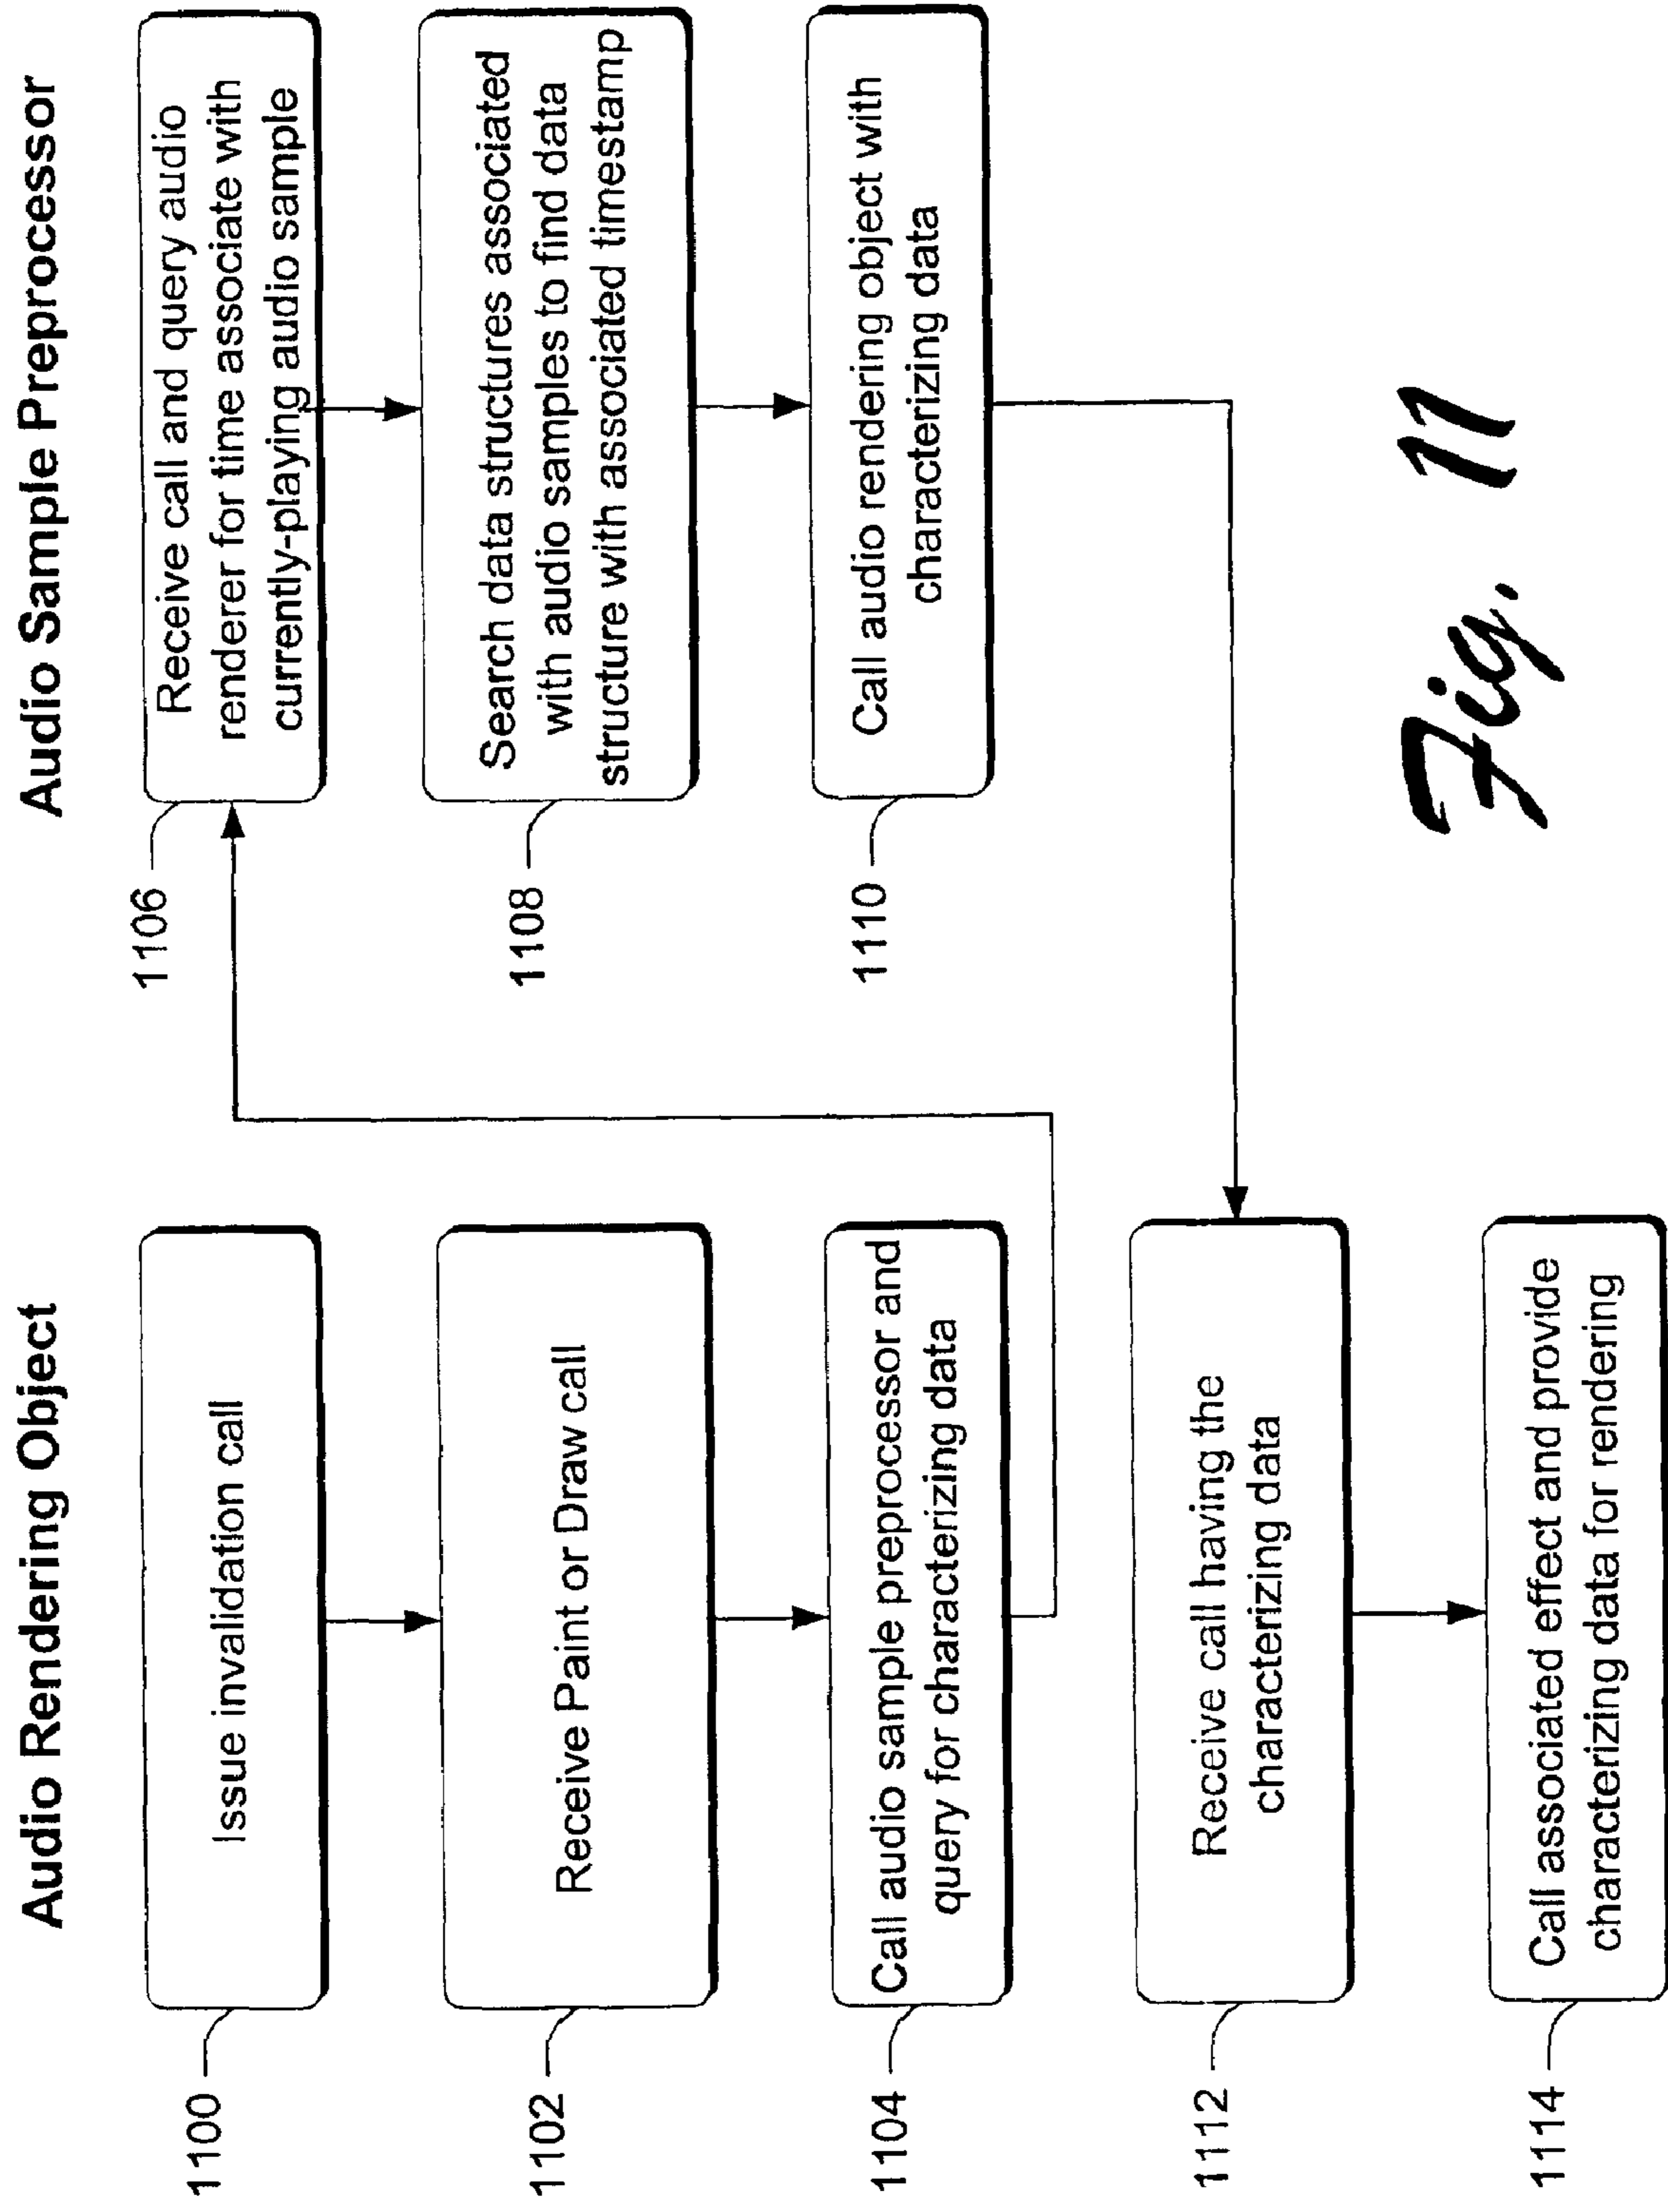 Audio Rendering Object
1100
Issue invalidation call
1102
Receive Paint or Draw call
1104
Call audio sample preprocessor and
query for characterizing data
1112
Receive call having the
characterizing data
1114
Call associated effect and provide
characterizing data for rendering
Audio Sample Preprocessor
1106
Receive call and query audio
renderer for time associate with
currently-playing audio sample
1108
Search data structures associated
with audio samples to find data
structure with associated timestamp
1110
Call audio rendering object with
characterizing data
Fig. 11